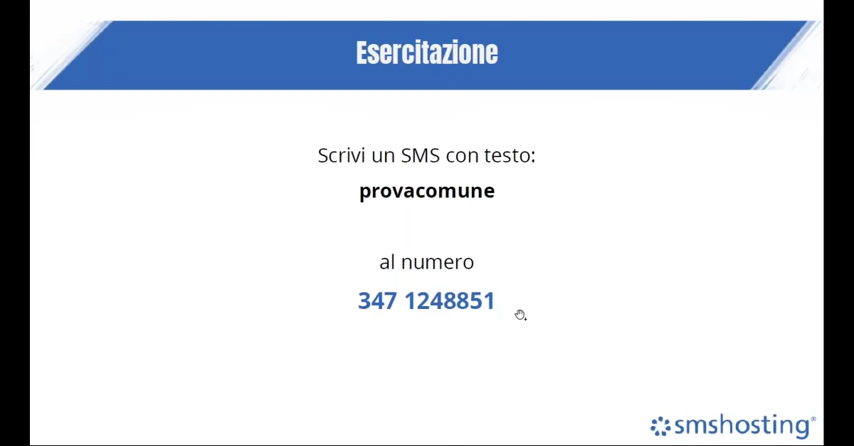 Esercitazione
Scrivi un SMS con testo:
provacomune
al numero
347 1248851
smshosting®